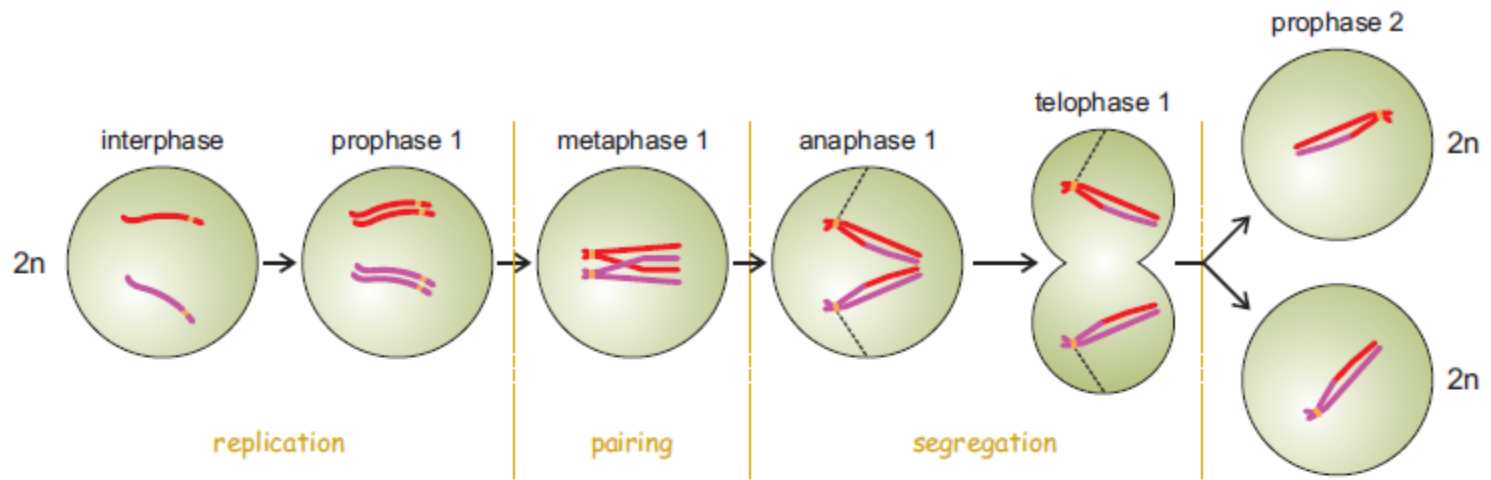 prophase 2
telophase 1
interphase
prophase 1
metaphase 1
anaphase 1
2n
2n
2n
replication
pairing
segregation